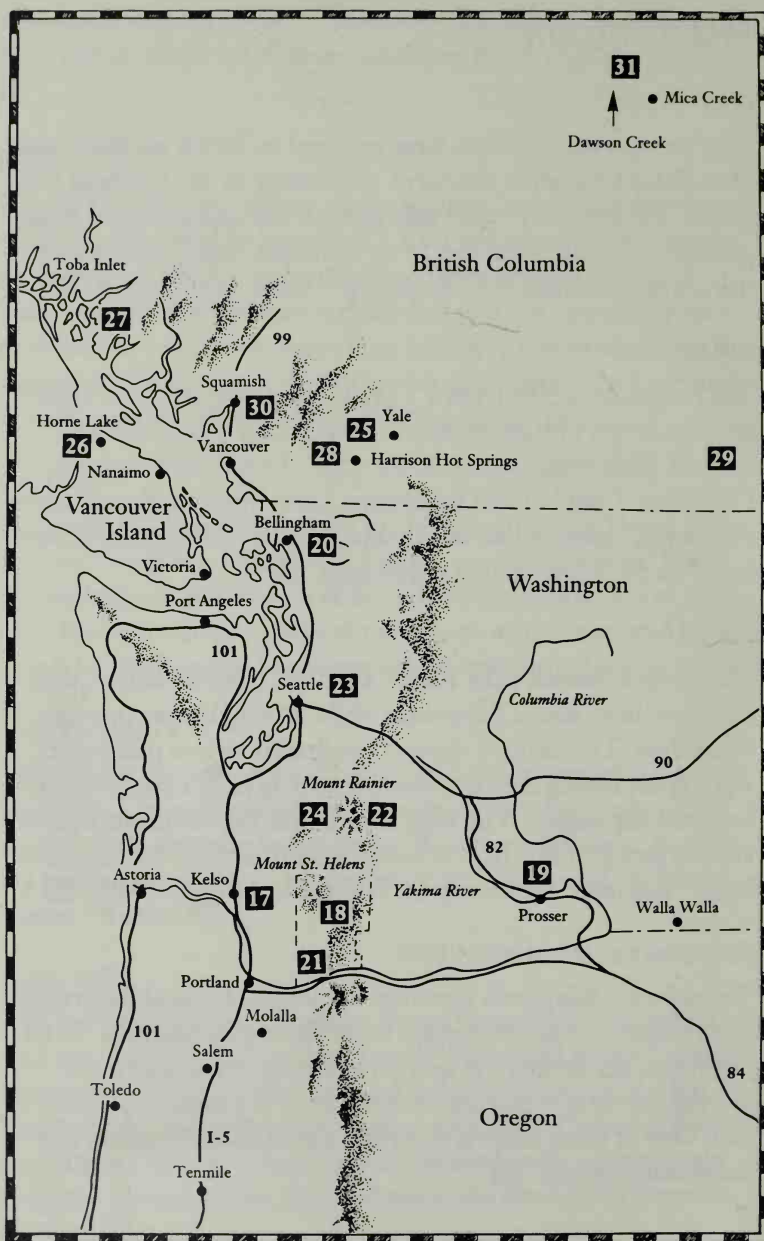 31
Mica Creek
Dawson Creek
Toba Inlet
British Columbia
27
99
Squamish
30
Horne Lake
26
Vancouver
25
Yale
28
Harrison Hot Springs
29
Nanaimo
Vancouver
Island
Bellingham
20
Victoria
Washington
Port Angeles
101
Seattle
23
Columbia River
90
Mount Rainier
24
22
82
Mount St. Helens
Astoria
Kelso
17
18
Yakima River
19
Prosser
Walla Walla
21
Portland
Molalla
101
Salem
84
Toledo
Oregon
I-5
Tenmile